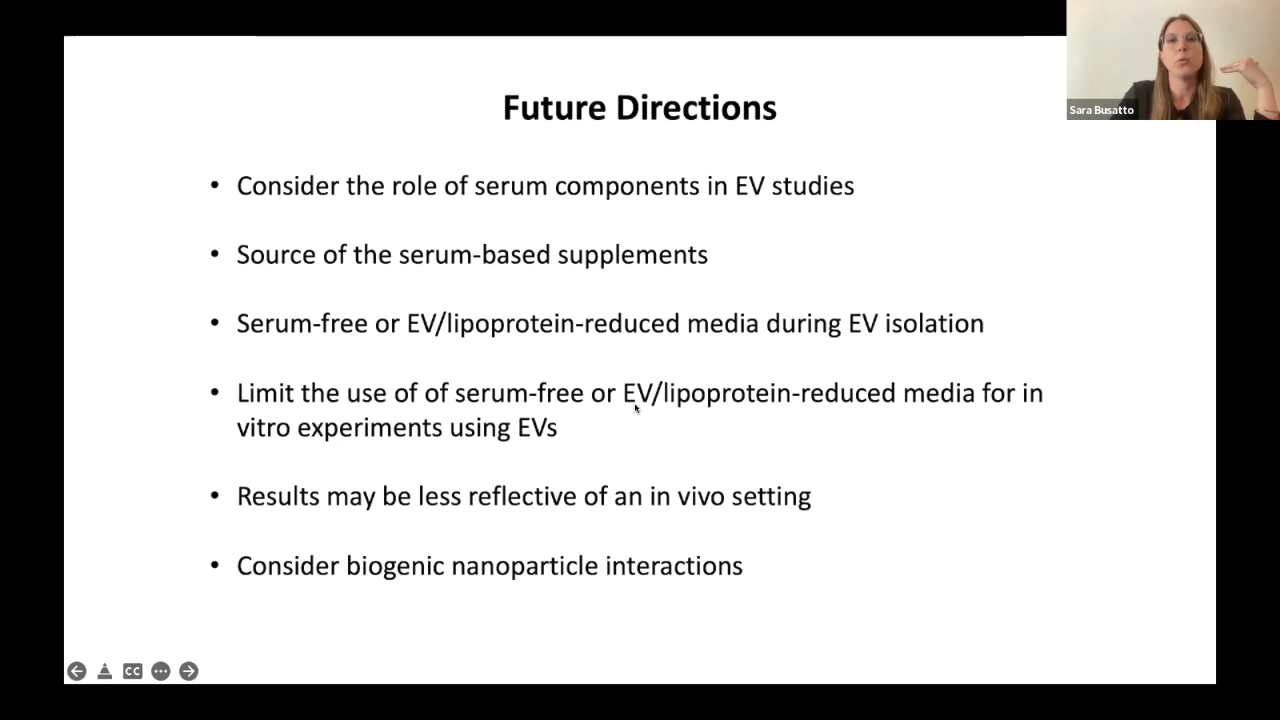 Sara Busatto
Future Directions
• Consider the role of serum components in EV studies
• Source of the serum-based supplements
• Serum-free or EV/lipoprotein-reduced media during EV isolation
• Limit the use of of serum-free or EV/lipoprotein-reduced media for in
vitro experiments using EVs
• Results may be less reflective of an in vivo setting
• Consider biogenic nanoparticle interactions
CC